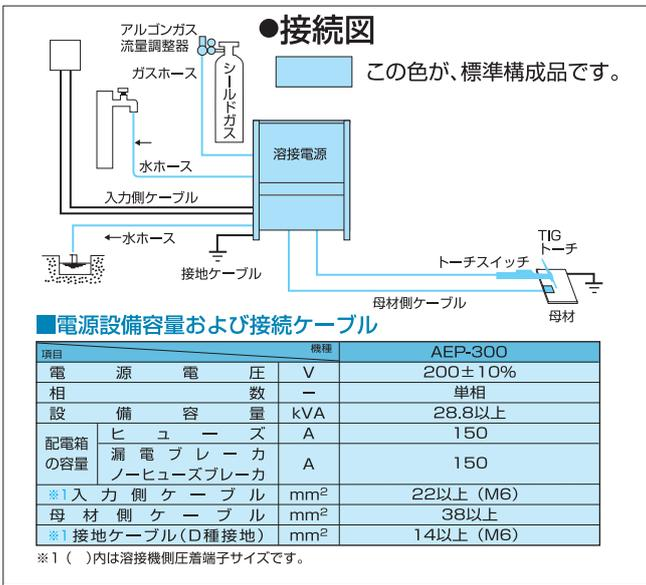 ●接続図
この色が、標準構成品です。
アルゴンガス
流量調整器
ガスホース
シールドガス
水ホース
溶接電源
入力側ケーブル
←水ホース
接地ケーブル
TIG
トーチ
トーチスイッチ
母材側ケーブル
母材
■電源設備容量および接続ケーブル
項目 機種 AEP-300
電源電圧 V 200±10%
相数 − 単相
設備容量 kVA 28.8以上
配電箱の容量 ヒューズ A 150
漏電ブレーカ
ノーヒューズブレーカ A 150
※1入力側ケーブル mm² 22以上（M6）
母材側ケーブル mm² 38以上
※1接地ケーブル（D種接地） mm² 14以上（M6）
※1（　）内は溶接機側圧着端子サイズです。